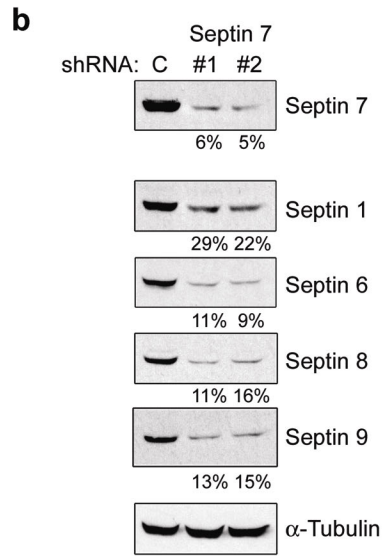 b
Septin 7
shRNA: C #1 #2
Septin 7
6% 5%
Septin 1
29% 22%
Septin 6
11% 9%
Septin 8
11% 16%
Septin 9
13% 15%
α-Tubulin